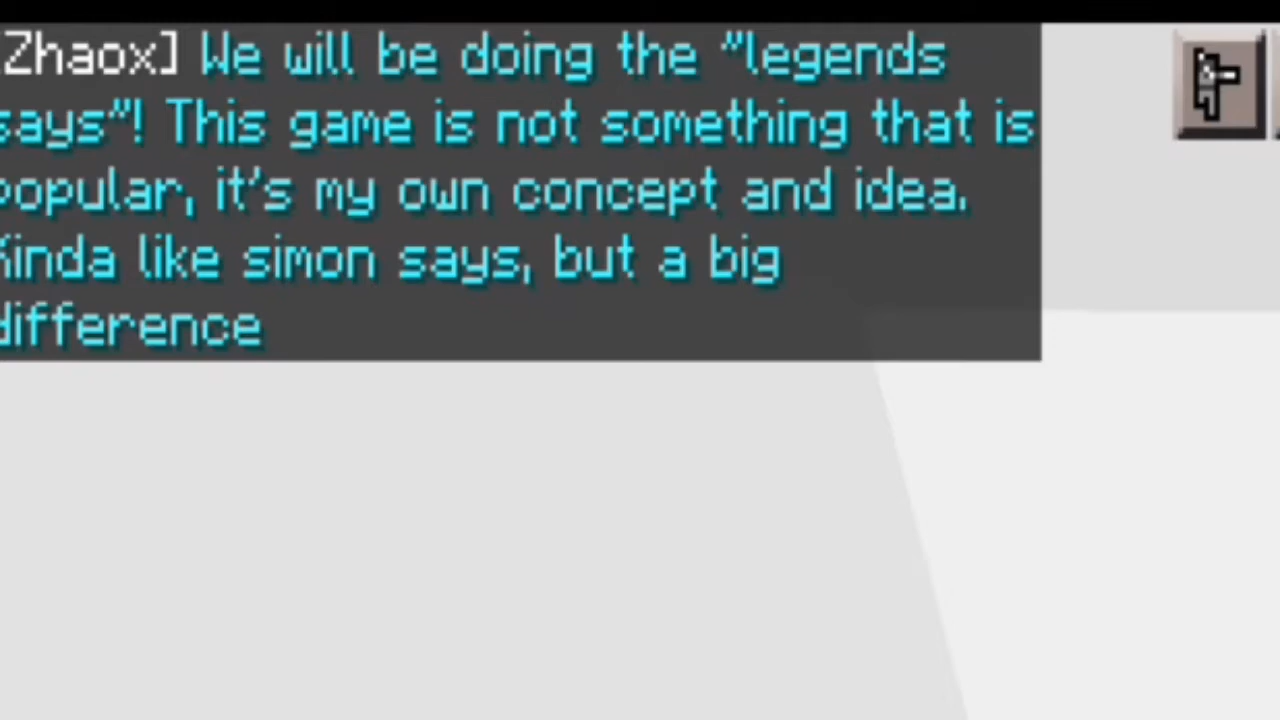 Zhaox] We will be doing the "legends
says"! This game is not something that is
popular, it's my own concept and idea.
Kinda like simon says, but a big
difference